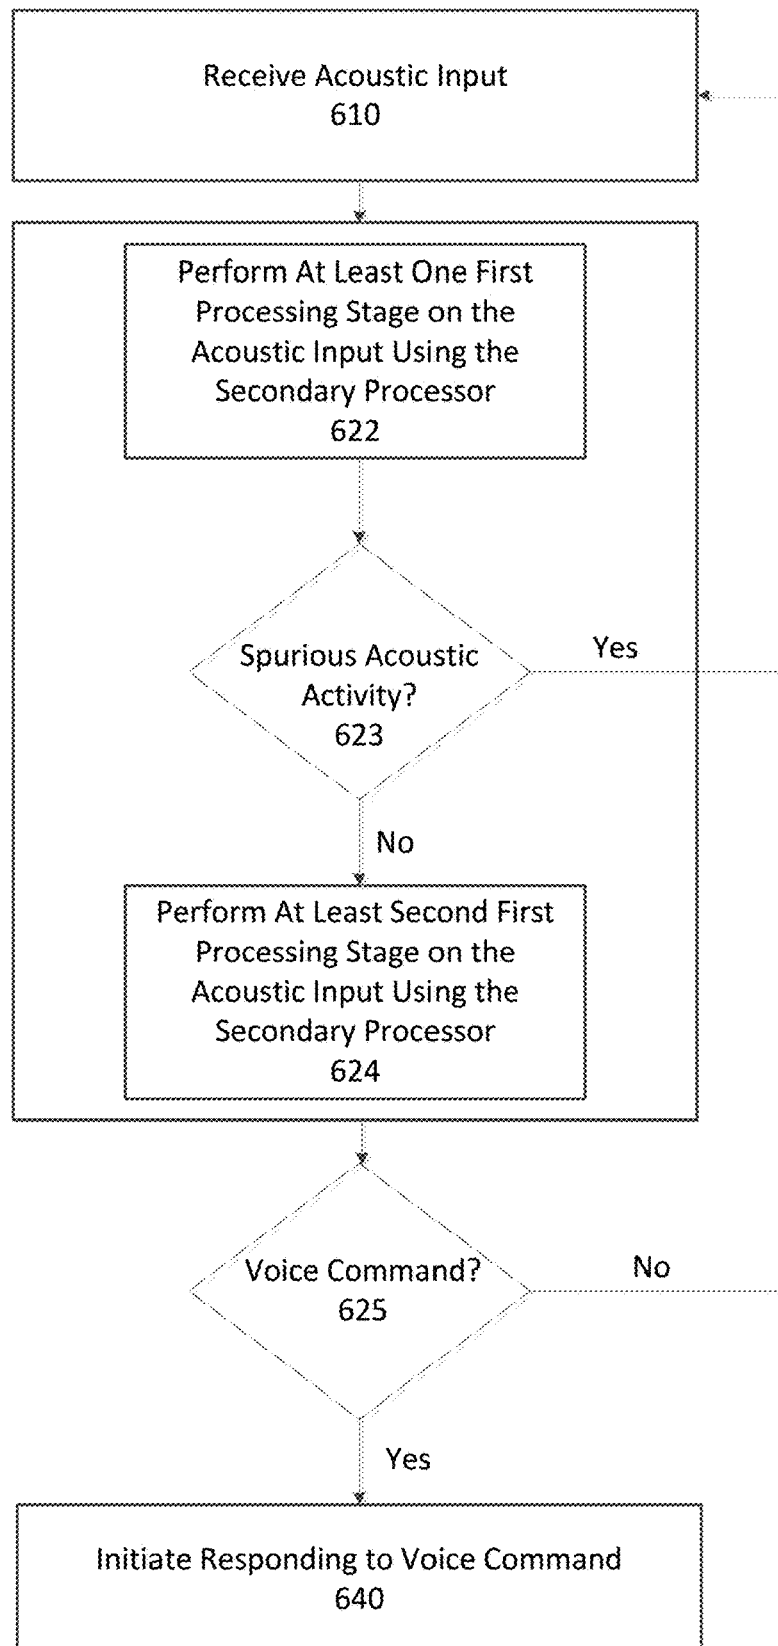 Receive Acoustic Input
610
Perform At Least One First
Processing Stage on the
Acoustic Input Using the
Secondary Processor
622
Spurious Acoustic
Activity?
623
Yes
No
Perform At Least Second First
Processing Stage on the
Acoustic Input Using the
Secondary Processor
624
Voice Command?
625
No
Yes
Initiate Responding to Voice Command
640